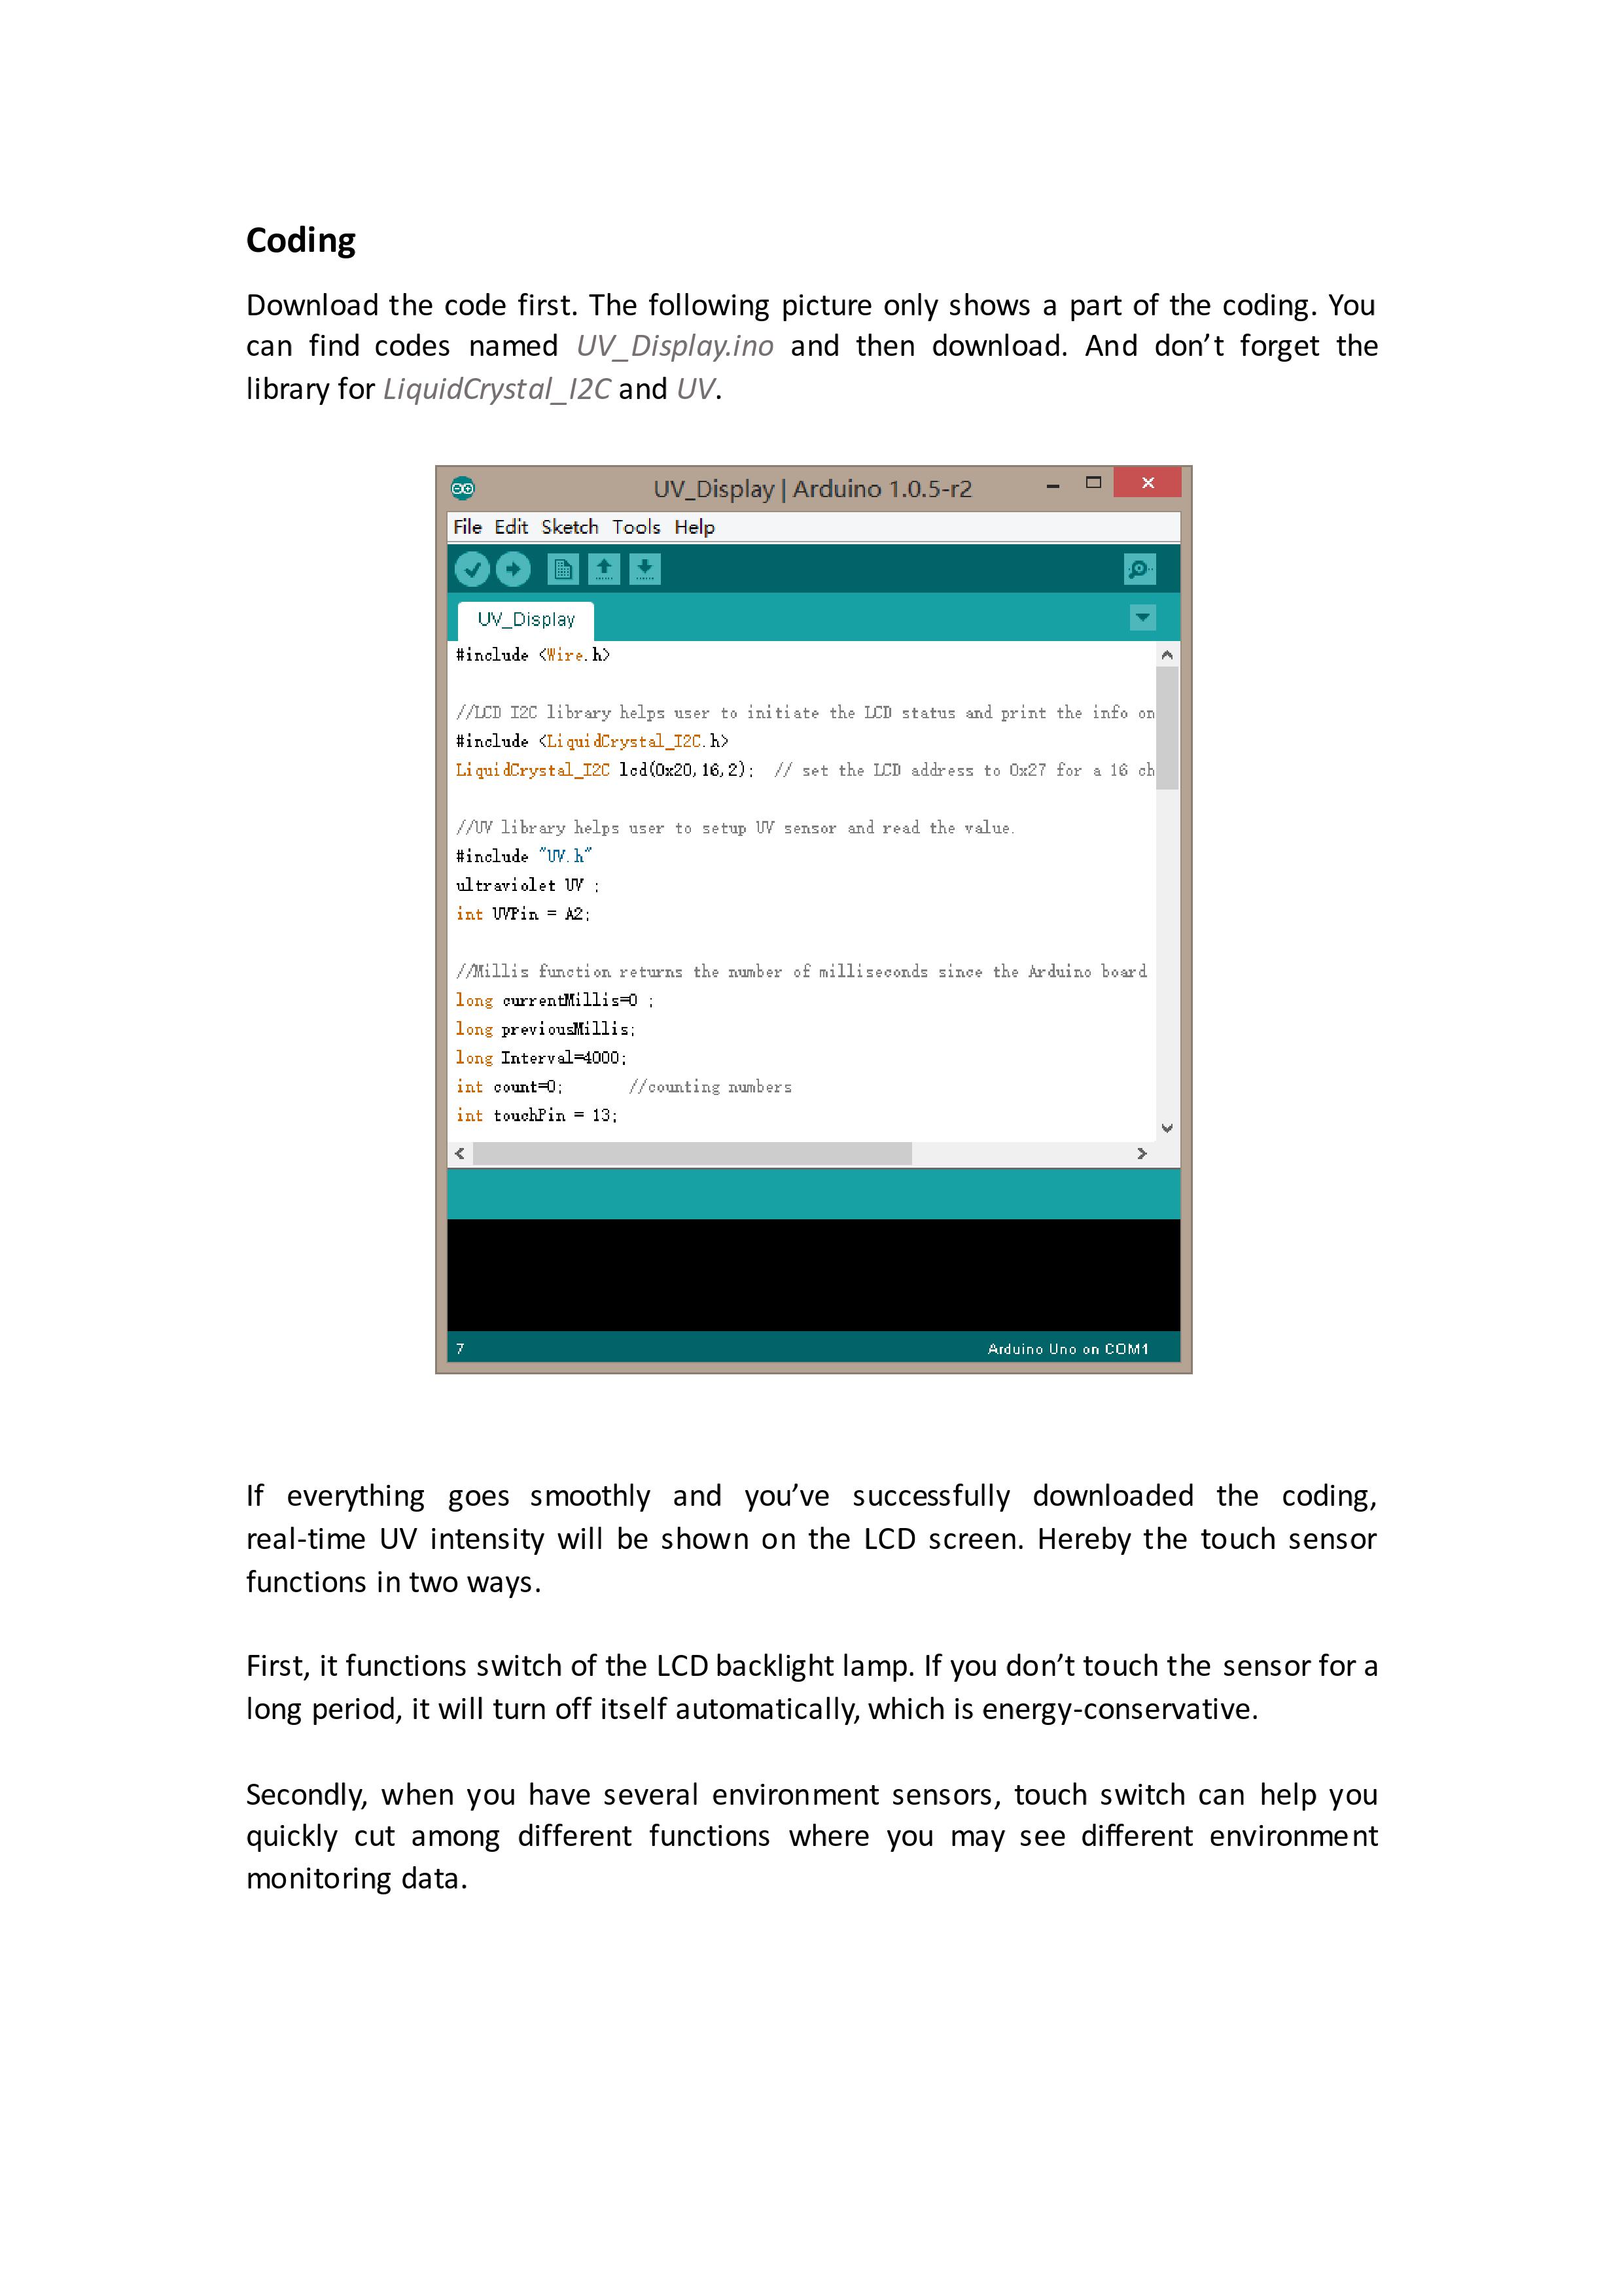 Coding
Download the code first. The following picture only shows a part of the coding. You
can find codes named UV_Display.ino and then download. And don’t forget the
library for LiquidCrystal_I2C and UV.
UV_Display | Arduino 1.0.5-r2
File Edit Sketch Tools Help
UV_Display
#include <Wire.h>
//LCD I2C library helps user to initiate the LCD status and print the info on
#include <LiquidCrystal_I2C.h>
LiquidCrystal_I2C lcd(0x20,16,2); // set the LCD address to 0x27 for a 16 ch
//UV library helps user to setup UV sensor and read the value.
#include "UV.h"
ultraviolet UV ;
int UVPin = A2;
//Millis function returns the number of milliseconds since the Arduino board
long currentMillis=0 ;
long previousMillis;
long Interval=4000;
int count=0; //counting numbers
int touchPin = 13;
7 Arduino Uno on COM1
If everything goes smoothly and you’ve successfully downloaded the coding,
real-time UV intensity will be shown on the LCD screen. Hereby the touch sensor
functions in two ways.
First, it functions switch of the LCD backlight lamp. If you don’t touch the sensor for a
long period, it will turn off itself automatically, which is energy-conservative.
Secondly, when you have several environment sensors, touch switch can help you
quickly cut among different functions where you may see different environment
monitoring data.